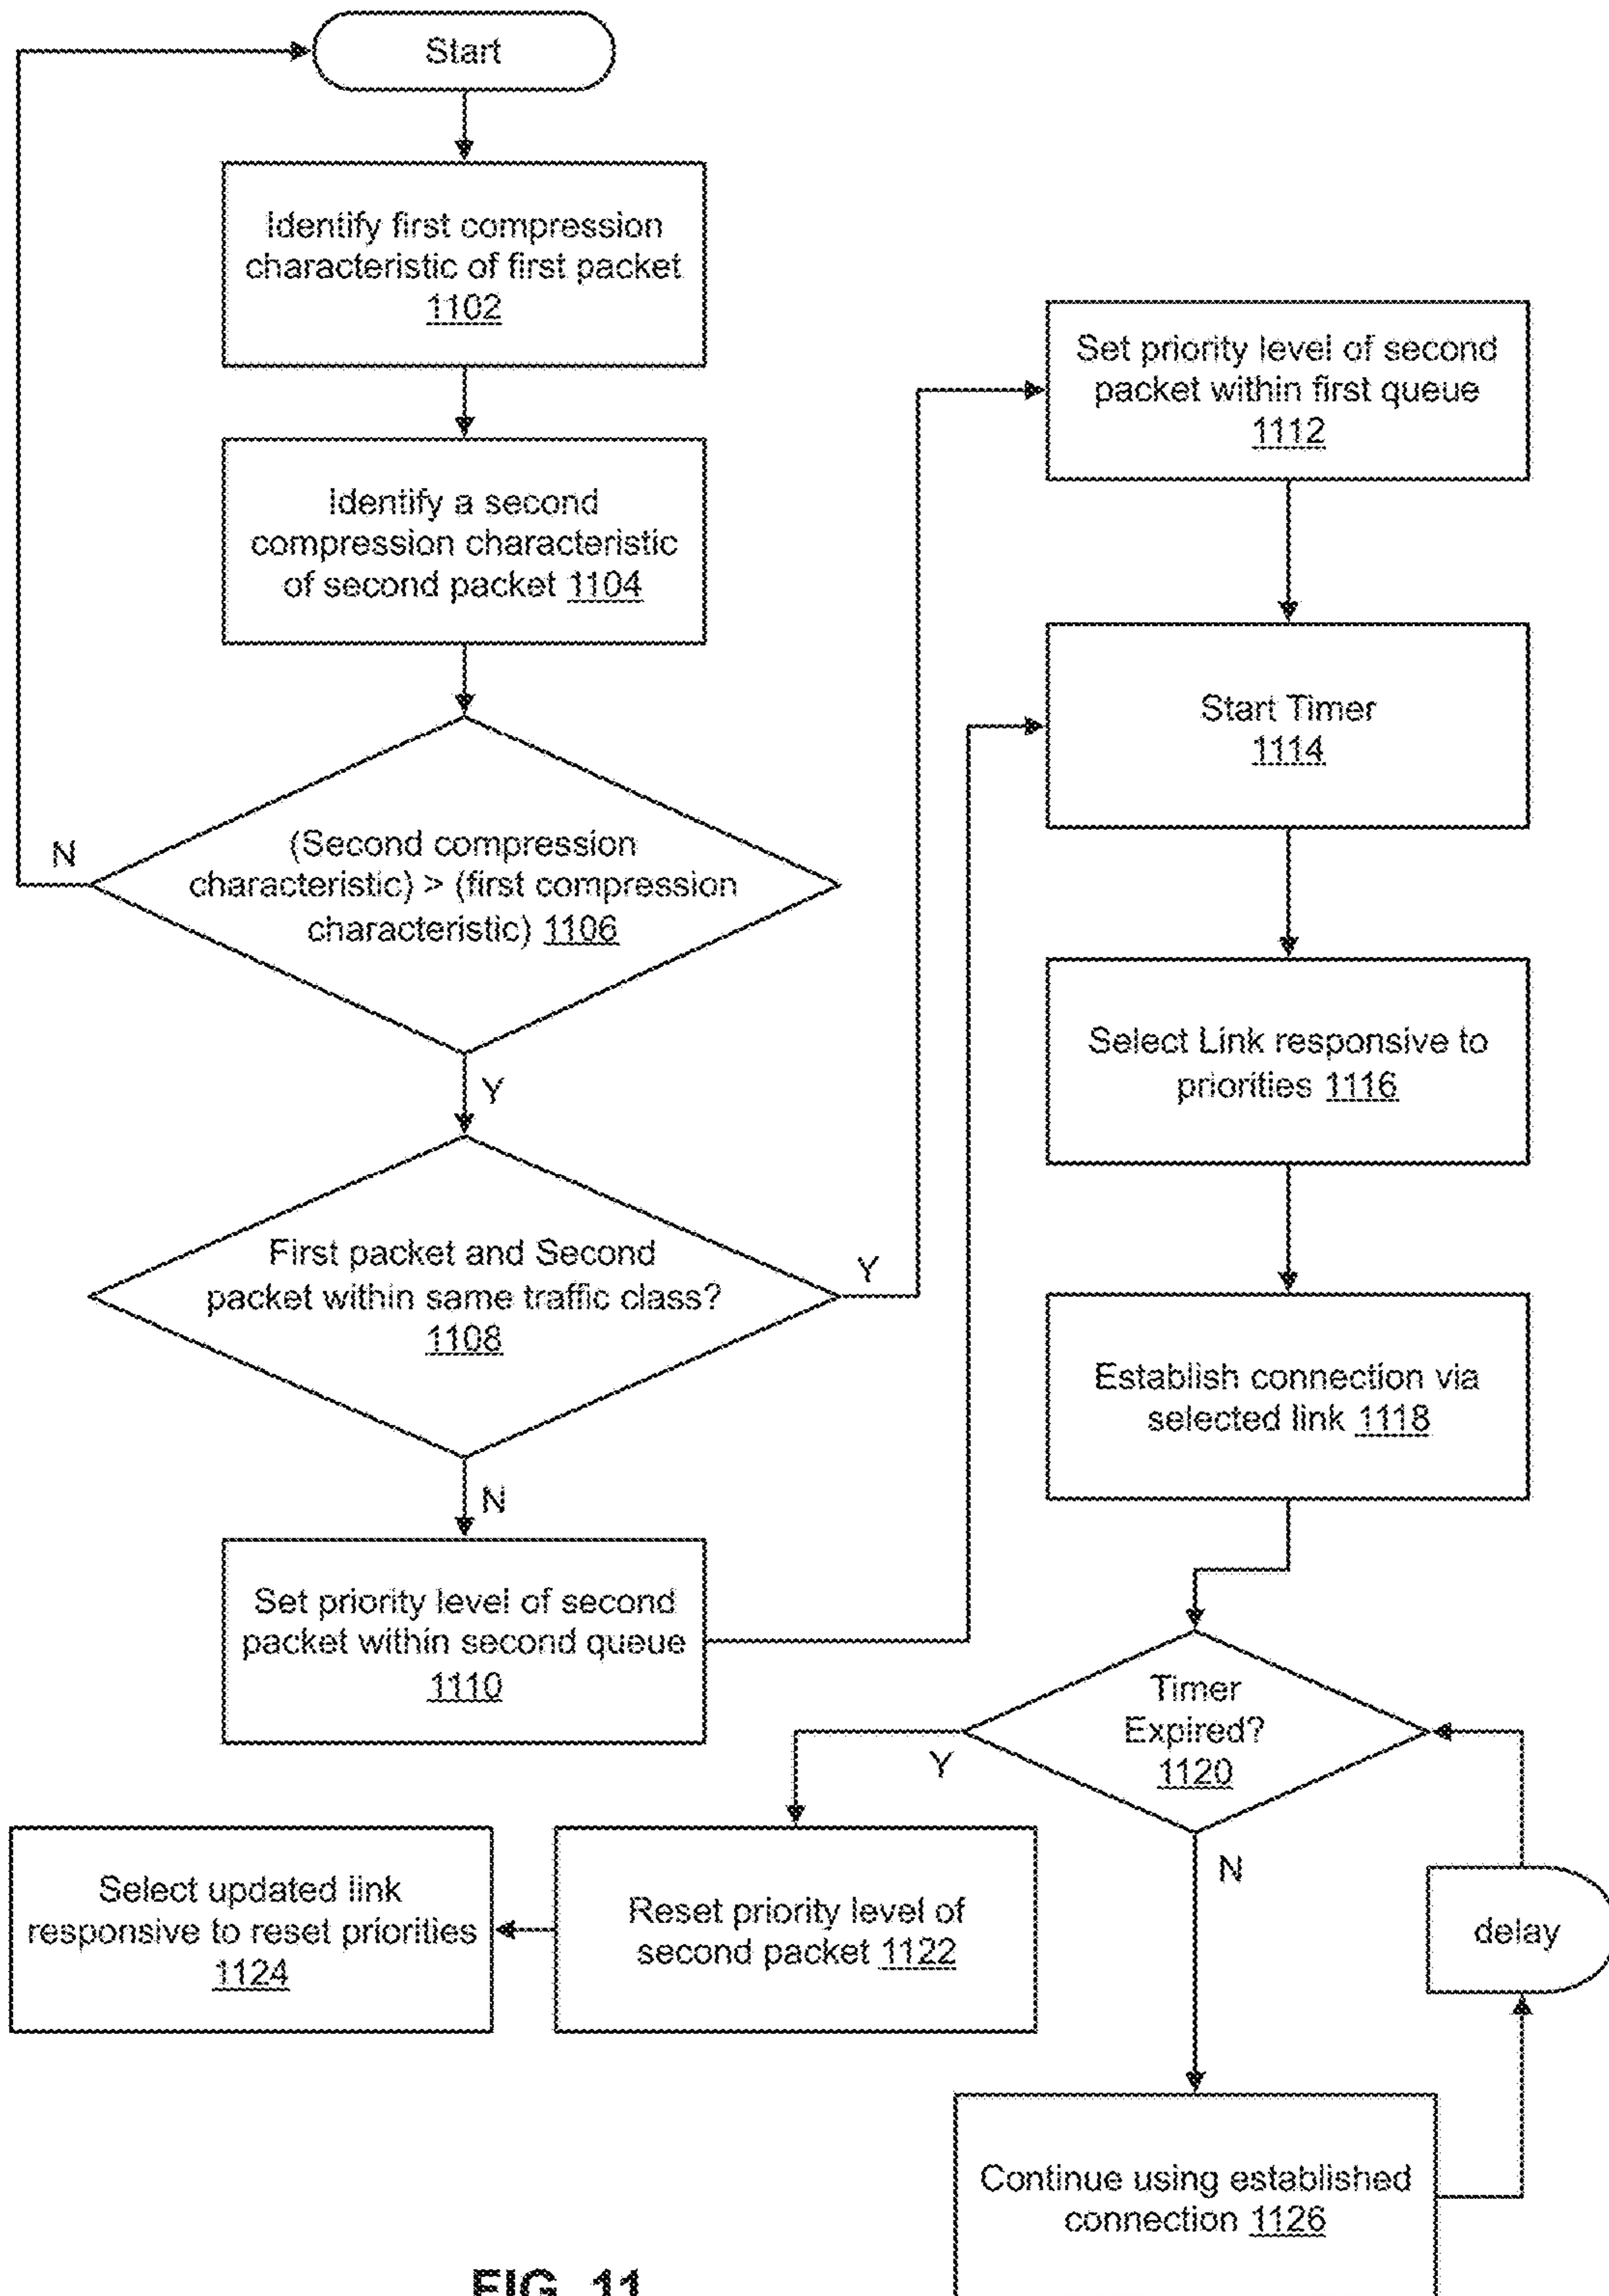 Start
Identify first compression
characteristic of first packet
1102
Identify a second
compression characteristic
of second packet 1104
(Second compression
characteristic) > (first compression
characteristic) 1106
N
Y
First packet and Second
packet within same traffic class?
1108
Y
N
Set priority level of second
packet within second queue
1110
Set priority level of second
packet within first queue
1112
Start Timer
1114
Select Link responsive to
priorities 1116
Establish connection via
selected link 1118
Timer
Expired?
1120
Y
N
Reset priority level of
second packet 1122
Select updated link
responsive to reset priorities
1124
delay
Continue using established
connection 1126
FIG. 11